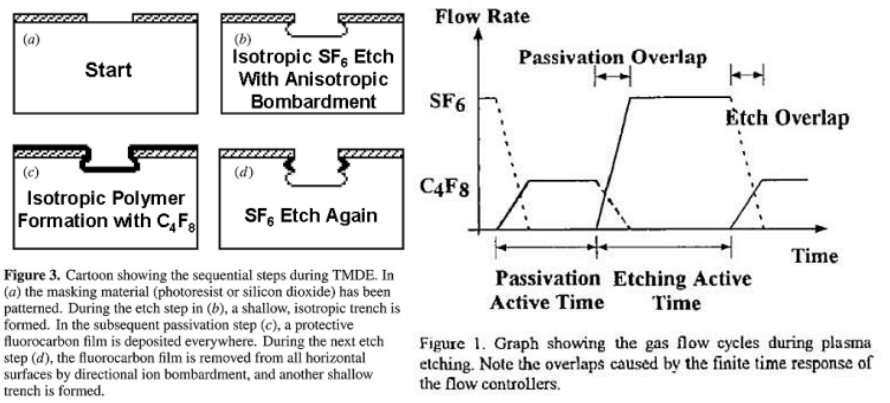 (a)
Start
(b)
Isotropic SF6 Etch
With Anisotropic
Bombardment
(c)
Isotropic Polymer
Formation with C4F8
(d)
SF6 Etch Again
Figure 3. Cartoon showing the sequential steps during TMDE. In
(a) the masking material (photoresist or silicon dioxide) has been
patterned. During the etch step in (b), a shallow, isotropic trench is
formed. In the subsequent passivation step (c), a protective
fluorocarbon film is deposited everywhere. During the next etch
step (d), the fluorocarbon film is removed from all horizontal
surfaces by directional ion bombardment, and another shallow
trench is formed.
Flow Rate
Passivation Overlap
SF6
Etch Overlap
C4F8
Time
Passivation Etching Active
Active Time Time
Figure 1. Graph showing the gas flow cycles during plasma
etching. Note the overlaps caused by the finite time response of
the flow controllers.